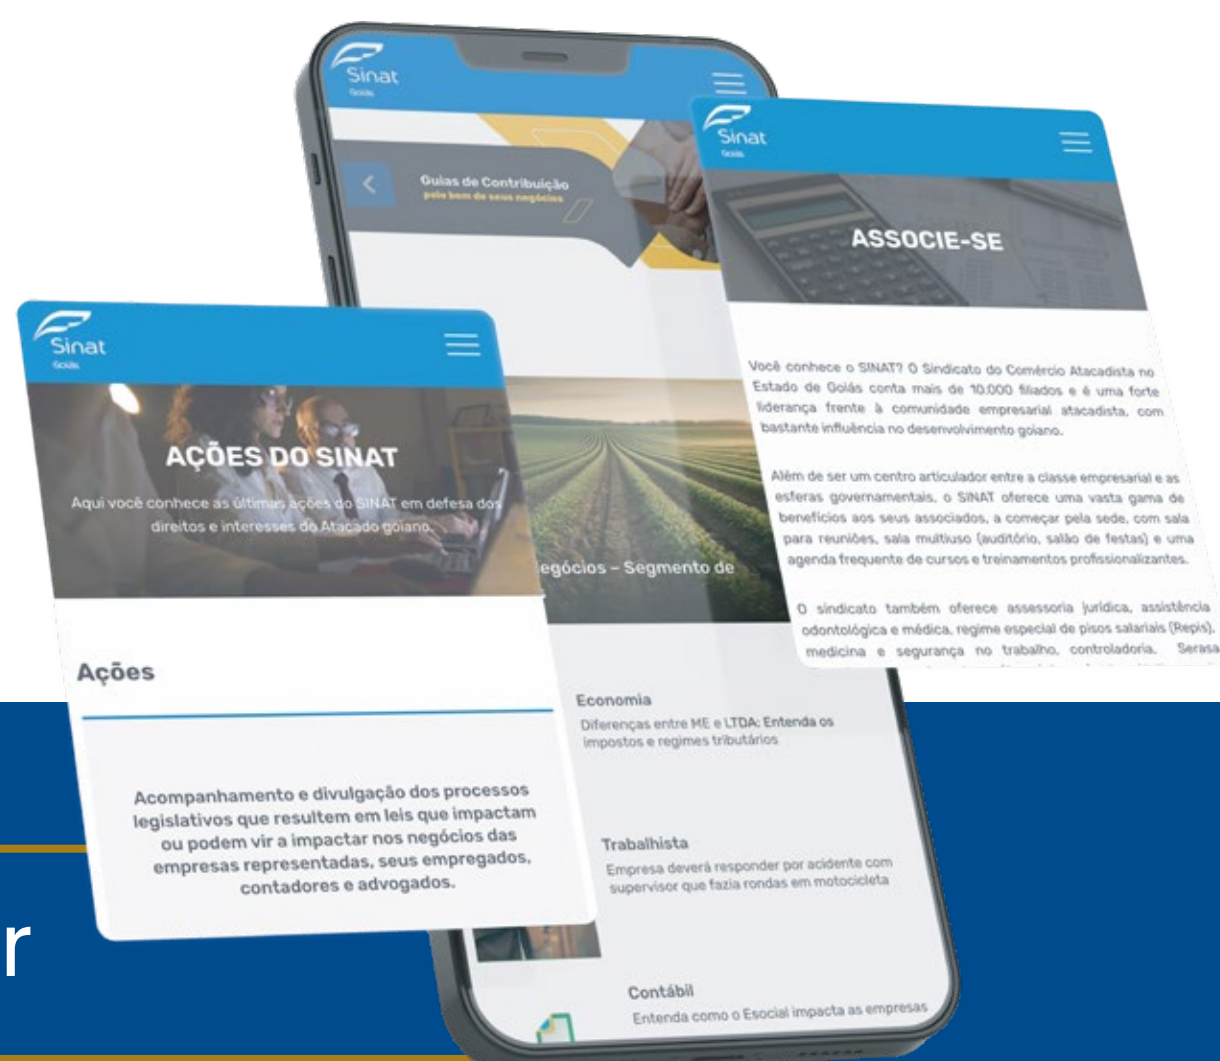 Sinat
Goiás
Guias de Contribuição
pelo bem de seus negócios
Sinat
Goiás
ASSOCIE-SE
Você conhece o SINAT? O Sindicato do Comércio Atacadista no
Estado de Goiás conta mais de 10.000 filiados e é uma forte
liderança frente à comunidade empresarial atacadista, com
bastante influência no desenvolvimento goiano.
Além de ser um centro articulador entre a classe empresarial e as
esferas governamentais, o SINAT oferece uma vasta gama de
benefícios aos seus associados, a começar pela sede, com sala
para reuniões, sala multiuso (auditório, salão de festas) e uma
agenda frequente de cursos e treinamentos profissionalizantes.
O sindicato também oferece assessoria jurídica, assistência
odontológica e médica, regime especial de pisos salariais (Repis),
medicina e segurança no trabalho, controladoria, Serasa
Sinat
Goiás
AÇÕES DO SINAT
Aqui você conhece as últimas ações do SINAT em defesa dos
direitos e interesses do Atacado goiano.
Ações
Acompanhamento e divulgação dos processos
legislativos que resultem em leis que impactam
ou podem vir a impactar nos negócios das
empresas representadas, seus empregados,
contadores e advogados.
egócios – Segmento de
Economia
Diferenças entre ME e LTDA: Entenda os
impostos e regimes tributários
Trabalhista
Empresa deverá responder por acidente com
supervisor que fazia rondas em motocicleta
Contábil
Entenda como o Esocial impacta as empresas
r